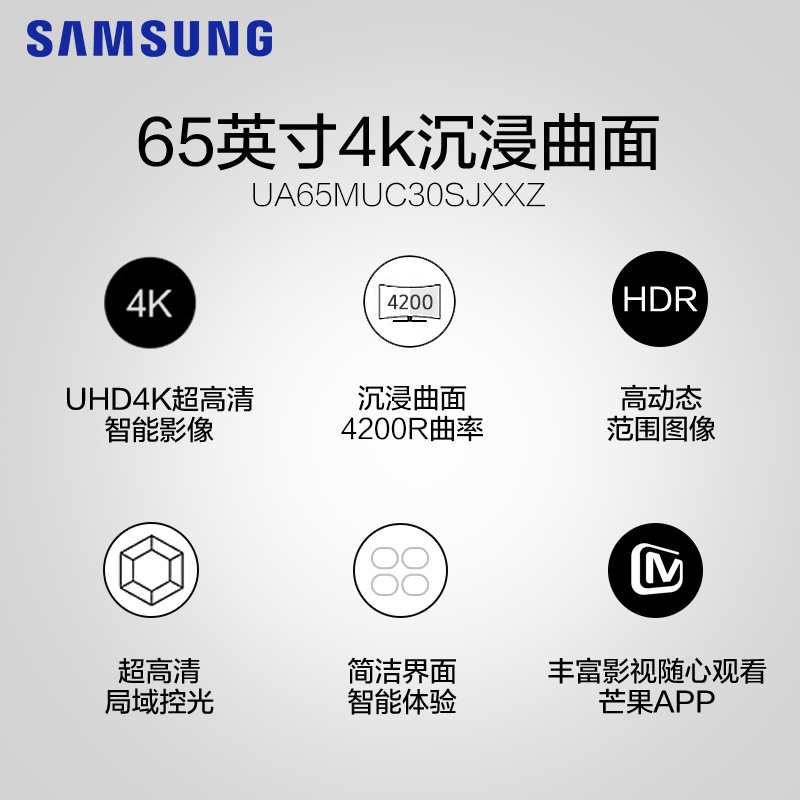 SAMSUNG
65英寸4k沉浸曲面
UA65MUC30SJXXZ
4K
4200
HDR
UHD4K超高清
智能影像
沉浸曲面
4200R曲率
高动态
范围图像
超高清
局域控光
简洁界面
智能体验
丰富影视随心观看
芒果APP